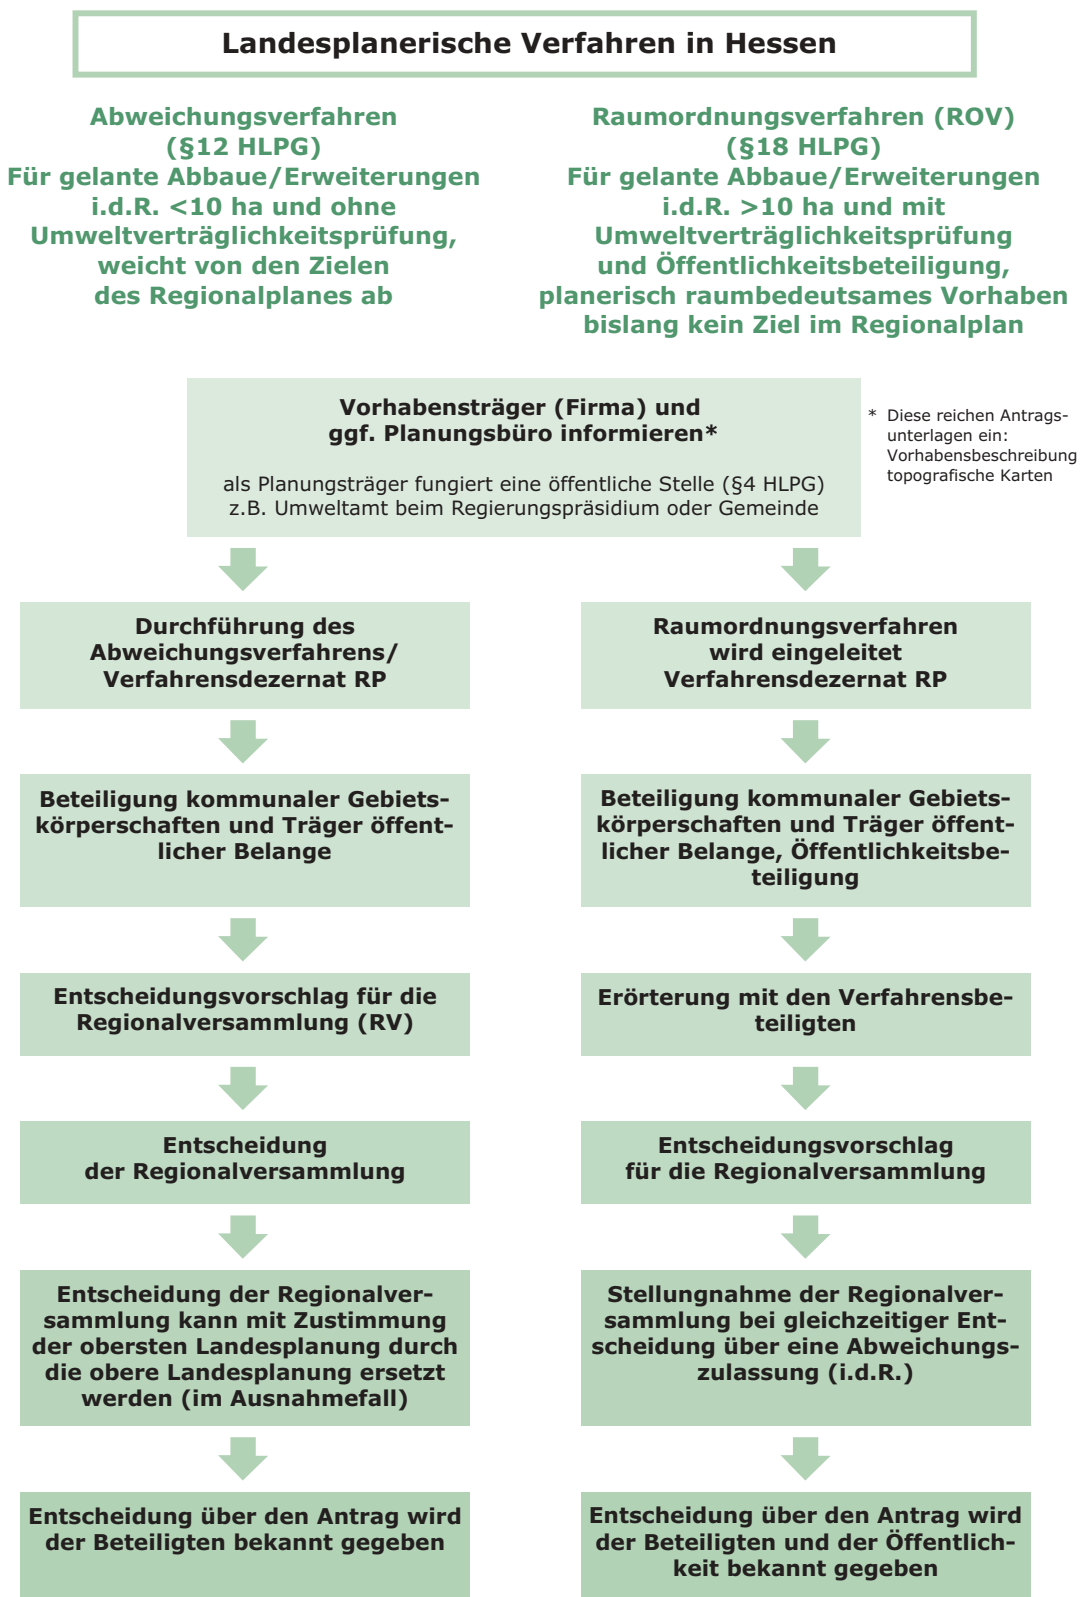 Landesplanerische Verfahren in Hessen
Abweichungsverfahren
(§12 HLPG)
Für gelante Abbaue/Erweiterungen
i.d.R. <10 ha und ohne
Umweltverträglichkeitsprüfung,
weicht von den Zielen
des Regionalplanes ab
Raumordnungsverfahren (ROV)
(§18 HLPG)
Für gelante Abbaue/Erweiterungen
i.d.R. >10 ha und mit
Umweltverträglichkeitsprüfung
und Öffentlichkeitsbeteiligung,
planerisch raumbedeutsames Vorhaben
bislang kein Ziel im Regionalplan
Vorhabensträger (Firma) und
ggf. Planungsbüro informieren*
als Planungsträger fungiert eine öffentliche Stelle (§4 HLPG)
z.B. Umweltamt beim Regierungspräsidium oder Gemeinde
* Diese reichen Antrags-
unterlagen ein:
Vorhabensbeschreibung
topografische Karten
Durchführung des
Abweichungsverfahrens/
Verfahrensdezernat RP
Beteiligung kommunaler Gebiets-
körperschaften und Träger öffent-
licher Belange
Entscheidungsvorschlag für die
Regionalversammlung (RV)
Entscheidung
der Regionalversammlung
Entscheidung der Regionalver-
sammlung kann mit Zustimmung
der obersten Landesplanung durch
die obere Landesplanung ersetzt
werden (im Ausnahmefall)
Entscheidung über den Antrag wird
der Beteiligten bekannt gegeben
Raumordnungsverfahren
wird eingeleitet
Verfahrensdezernat RP
Beteiligung kommunaler Gebiets-
körperschaften und Träger öffent-
licher Belange, Öffentlichkeitsbe-
teiligung
Erörterung mit den Verfahrensbe-
teiligten
Entscheidungsvorschlag
für die Regionalversammlung
Stellungnahme der Regionalver-
sammlung bei gleichzeitiger Ent-
scheidung über eine Abweichungs-
zulassung (i.d.R.)
Entscheidung über den Antrag wird
der Beteiligten und der Öffentlich-
keit bekannt gegeben